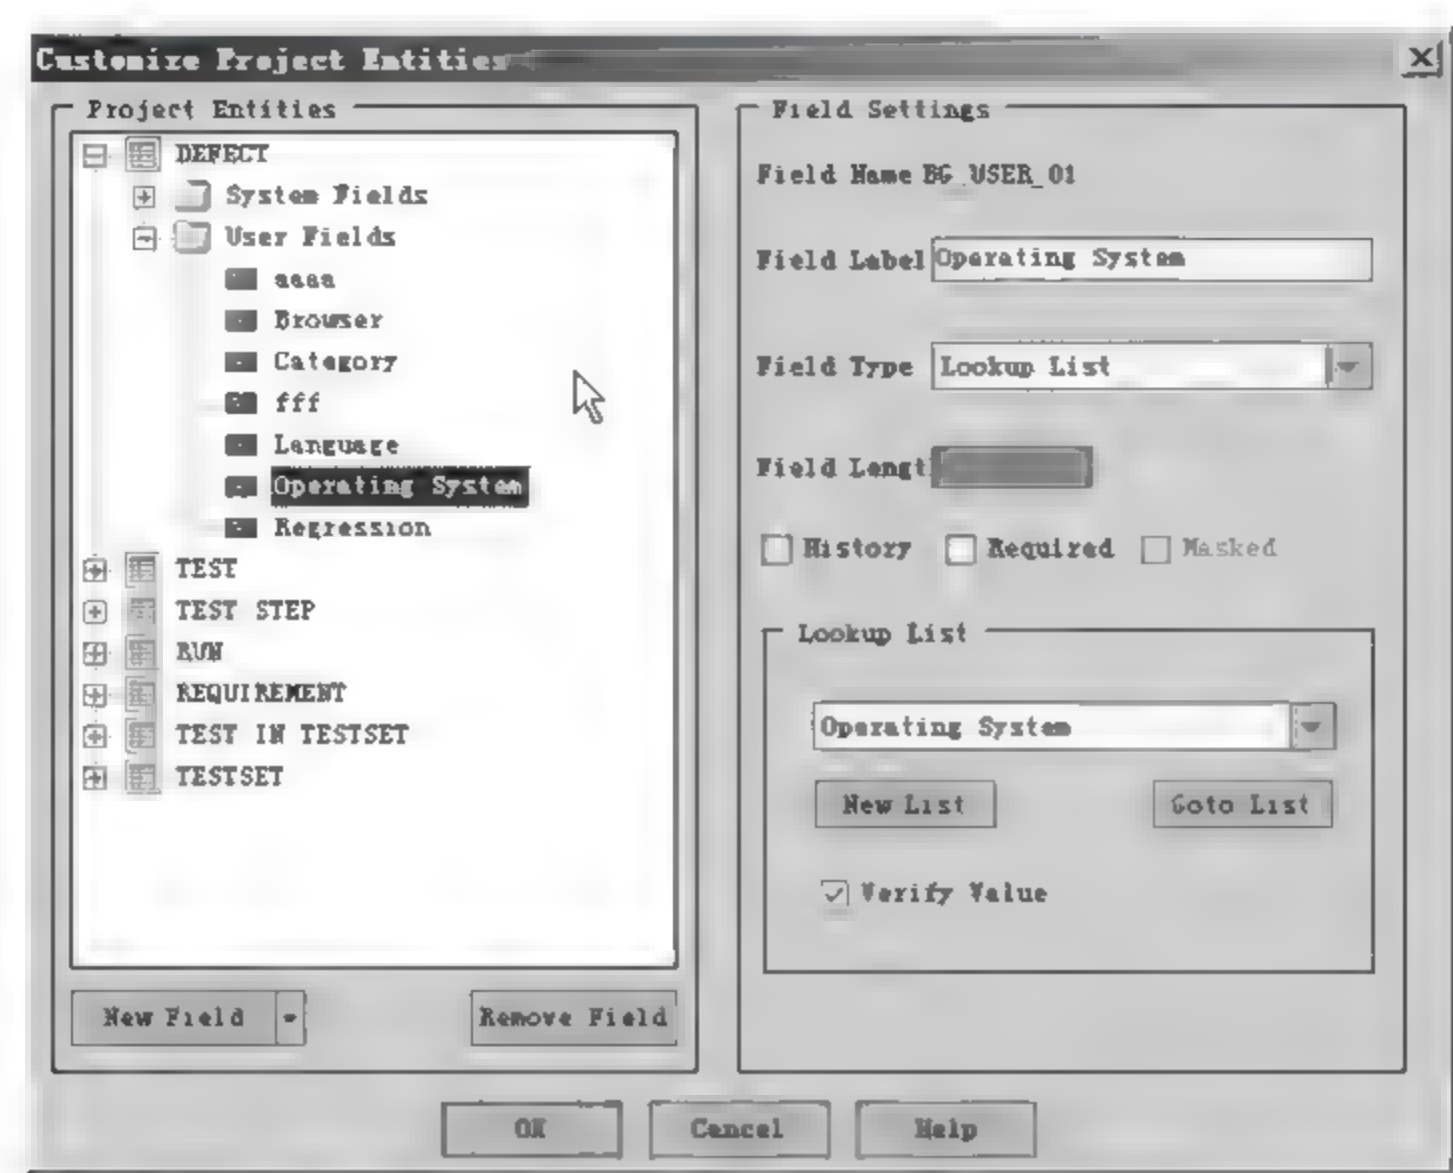 Customize Project Entities
Project Entities
DEFECT
System Fields
User Fields
aaaa
Browser
Category
fff
Language
Operating System
Regression
TEST
TEST STEP
RUN
REQUIREMENT
TEST IN TESTSET
TESTSET
New Field
Remove Field
Field Settings
Field Name BG_USER_01
Field Label Operating System
Field Type Lookup List
Field Lengt
History Required Masked
Lookup List
Operating System
New List Goto List
Verify Value
OK Cancel Help